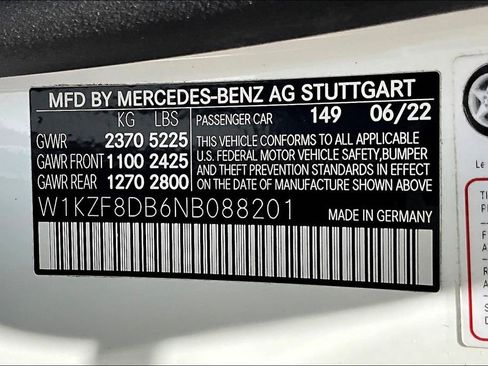 MFD BY MERCEDES-BENZ AG STUTTGART
KG LBS PASSENGER CAR 149 06/22
GVWR 2370 5225
GAWR FRONT 1100 2425
GAWR REAR 1270 2800
THIS VEHICLE CONFORMS TO ALL APPLICABLE
U.S. FEDERAL MOTOR VEHICLE SAFETY,BUMPER
AND THEFT PREVENTION STANDARDS IN EFFECT
ON THE DATE OF MANUFACTURE SHOWN ABOVE.
W1KZF8DB6NB088201 MADE IN GERMANY
Le